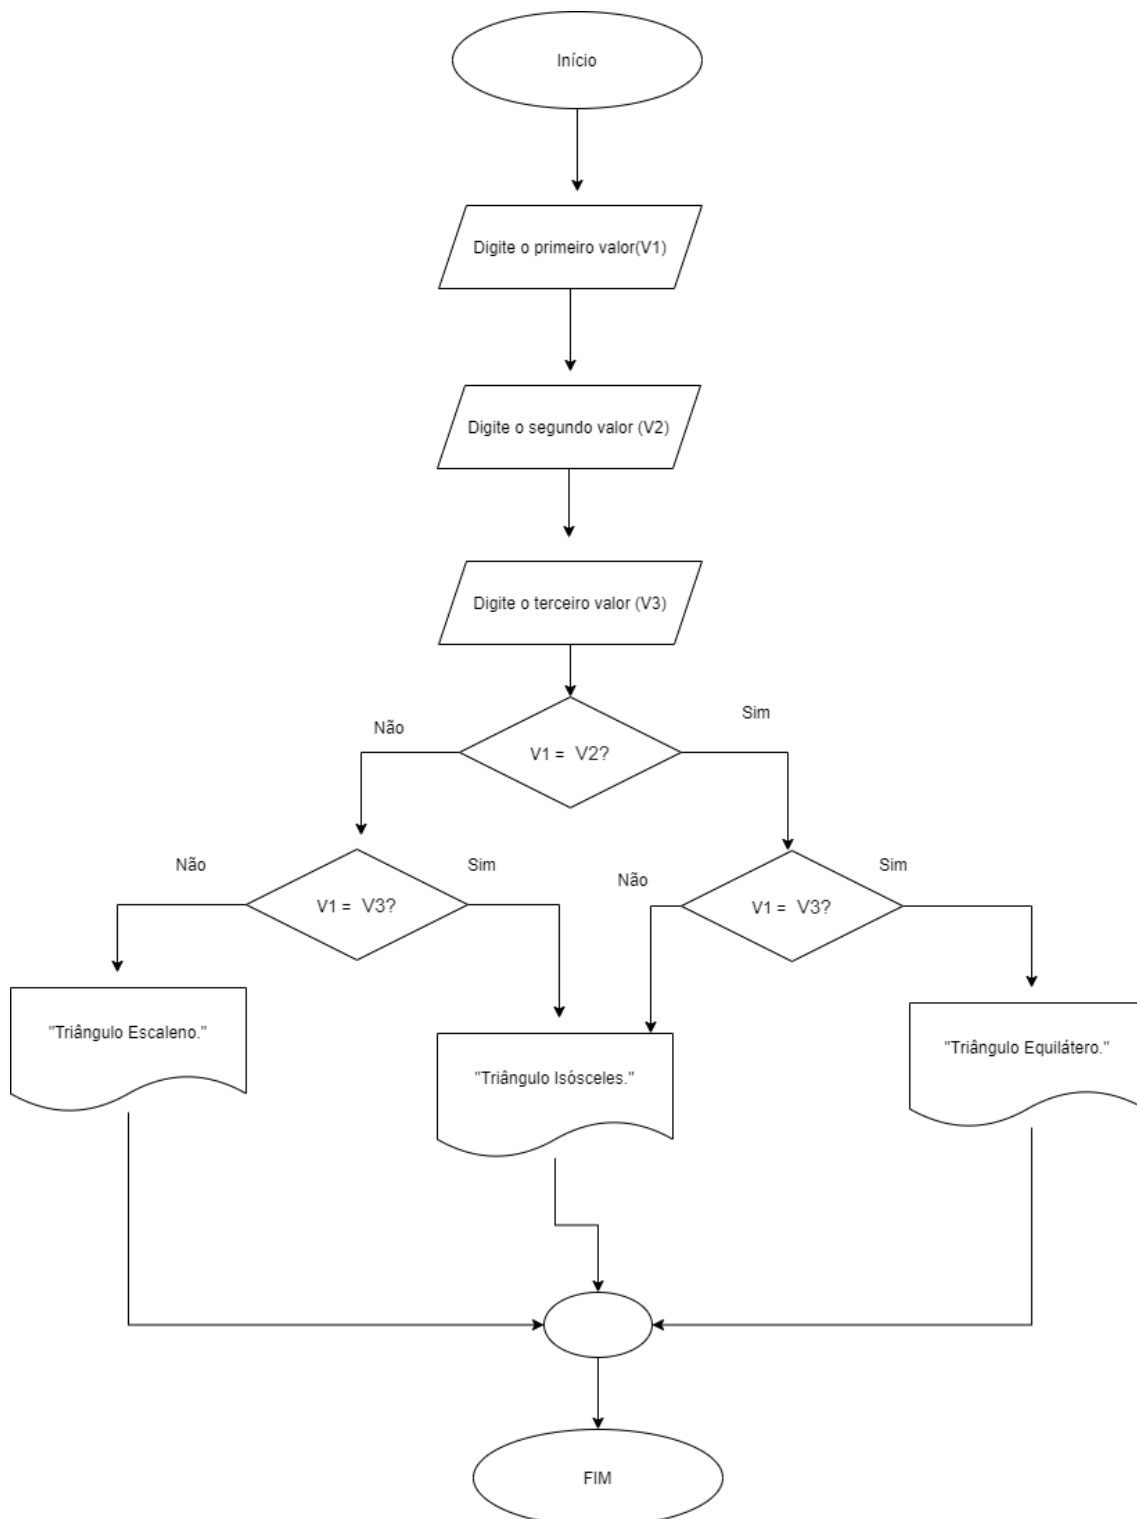 Início
Digite o primeiro valor(V1)
Digite o segundo valor (V2)
Digite o terceiro valor (V3)
Não
Sim
V1 = V2?
Não
Sim
Não
Sim
V1 = V3?
V1 = V3?
"Triângulo Escaleno."
"Triângulo Isósceles."
"Triângulo Equilátero."
FIM